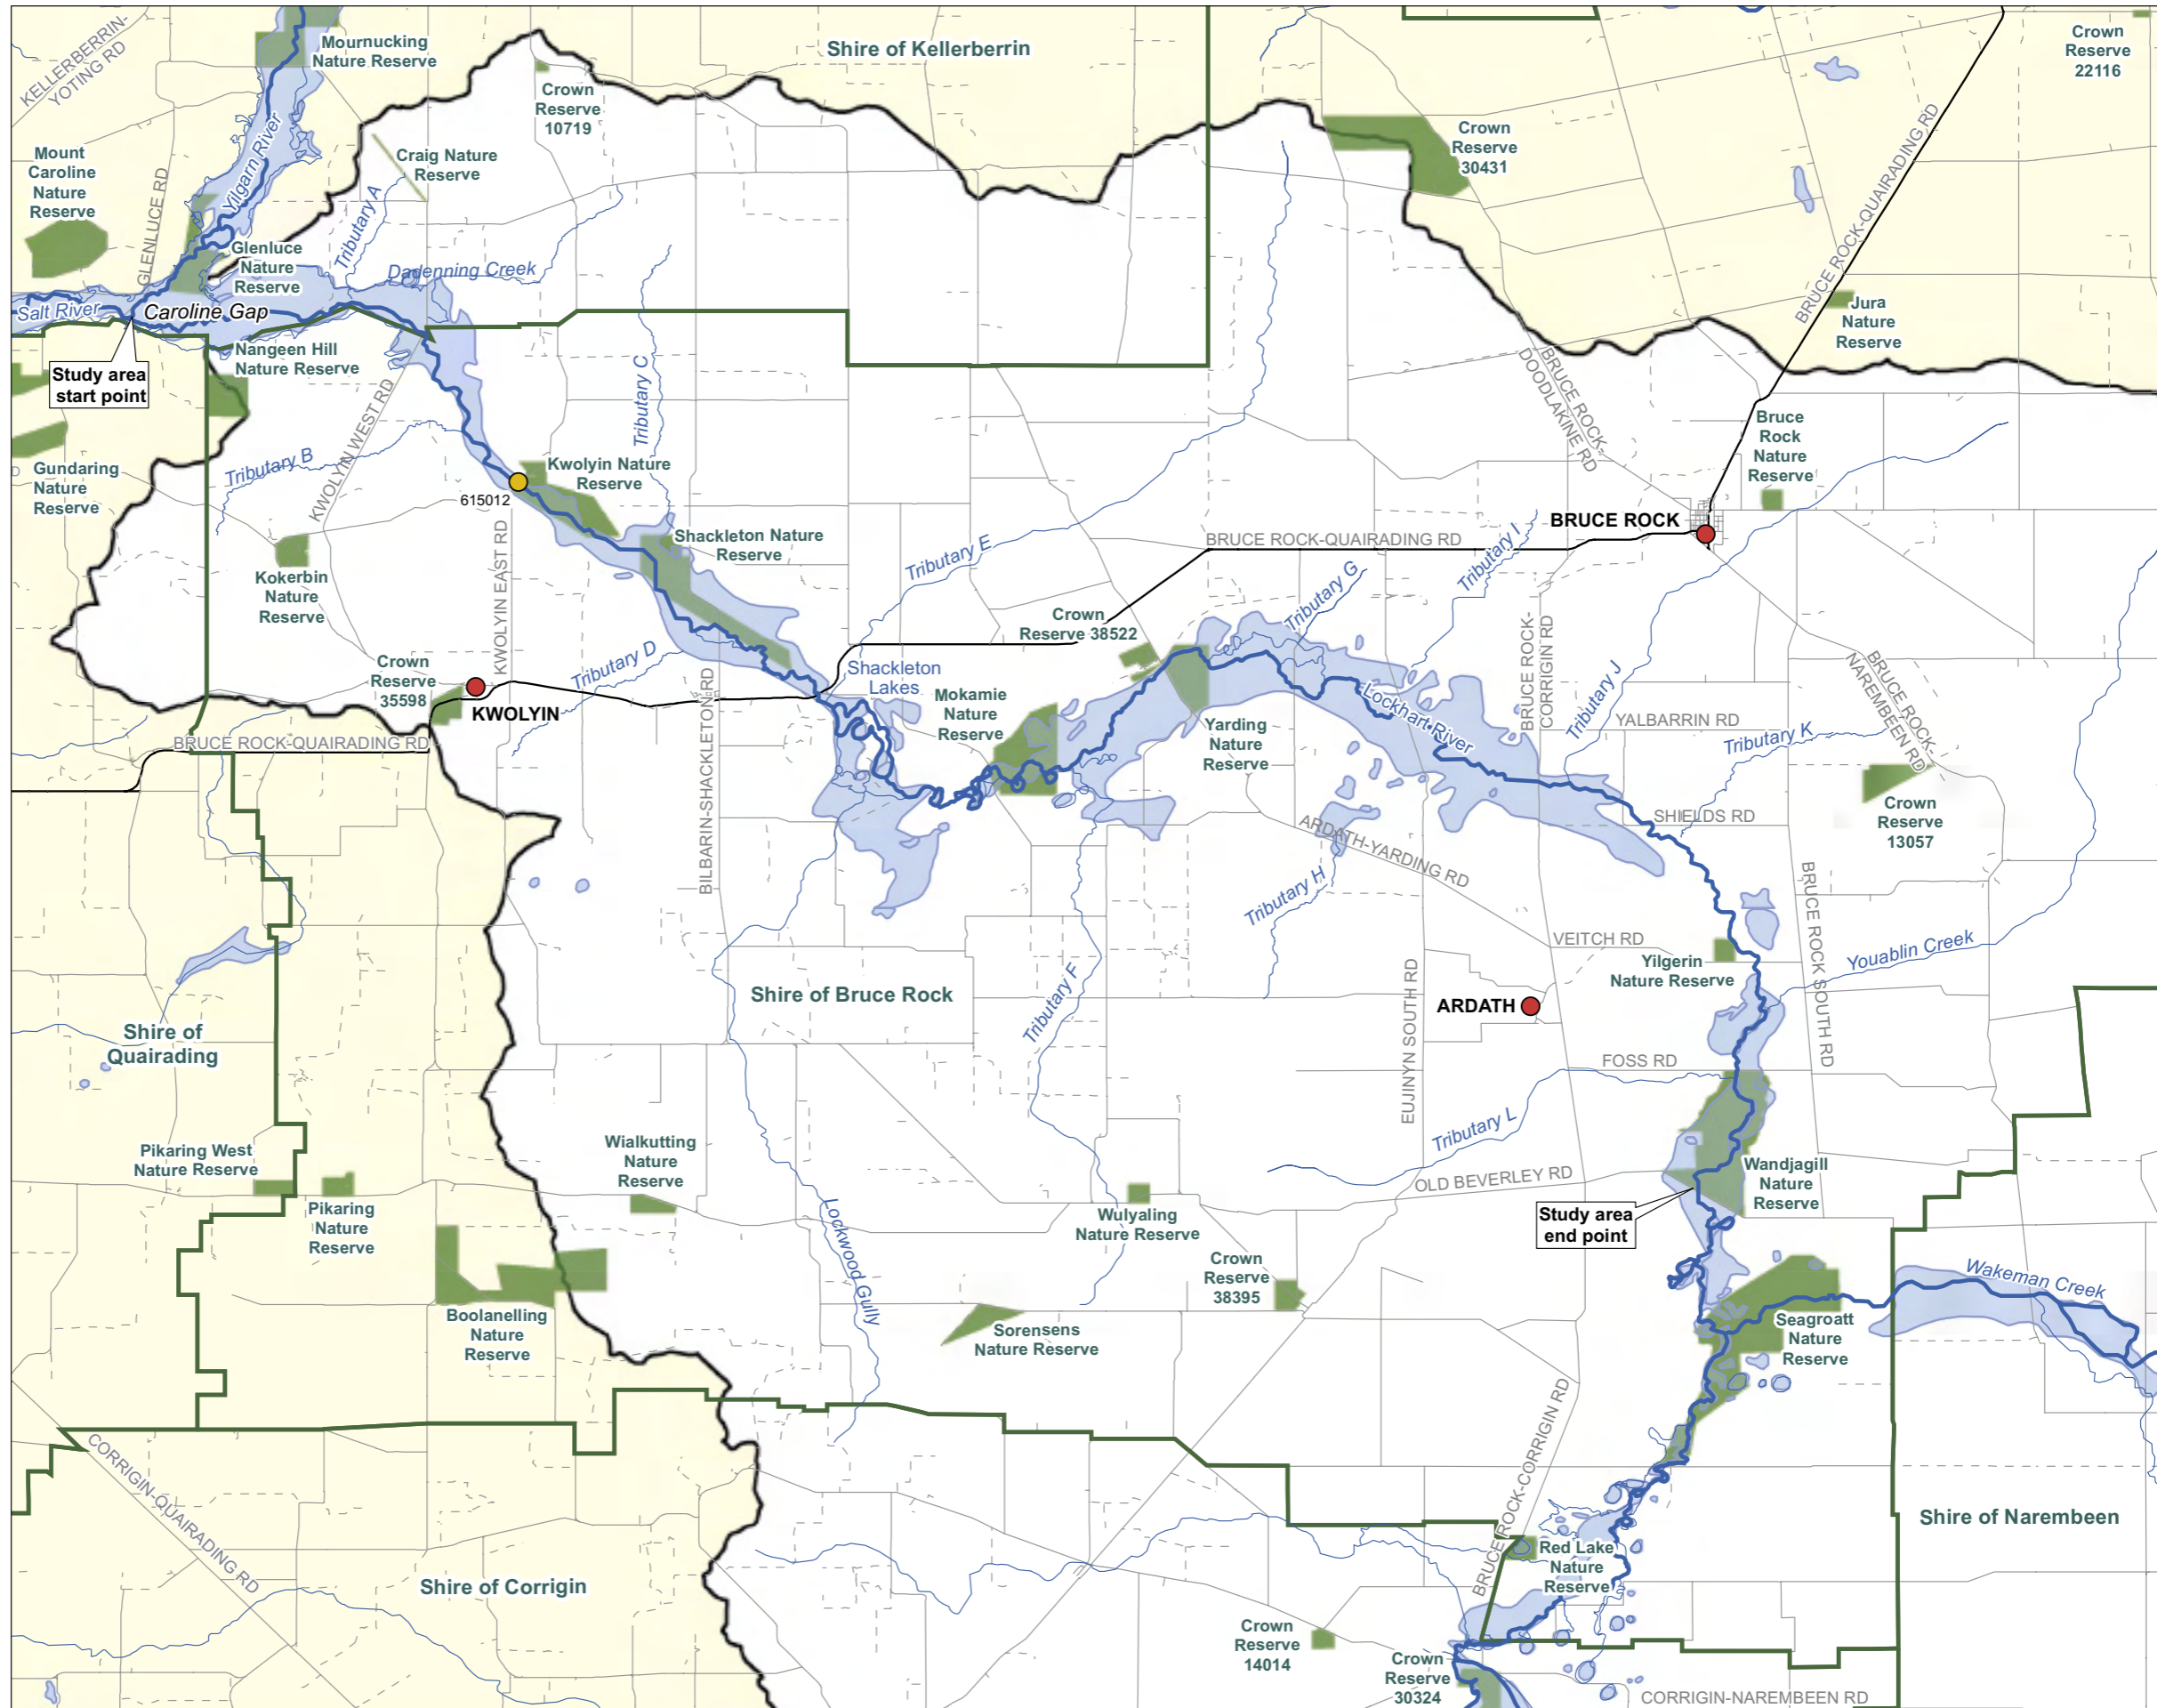 KELLERBERRIN-
YOTING RD
Mournucking
Nature Reserve
Shire of Kellerberrin
Crown
Reserve
22116
Crown
Reserve
10719
Mount
Caroline
Nature
Reserve
GLENLUCE RD
Yilgarn River
Craig Nature
Reserve
Tributary A
Crown
Reserve
30431
BRUCE ROCK-QUAIRADING RD
Glenluce
Nature
Reserve
Dadenning Creek
Salt River
Caroline Gap
Jura
Nature
Reserve
Study area
start point
Nangeen Hill
Nature Reserve
KWOLYIN WEST RD
Tributary C
BRUCE ROCK-
DOODLAKINE RD
Bruce
Rock
Nature
Reserve
Gundaring
Nature
Reserve
Tributary B
Kwolyin Nature
Reserve
615012
Shackleton Nature
Reserve
BRUCE ROCK
BRUCE ROCK-QUAIRADING RD
Tributary E
Tributary I
Tributary G
Kokerbin
Nature
Reserve
KWOLYIN EAST RD
Crown
Reserve 38522
BRUCE ROCK-
CORRIGIN RD
Crown
Reserve
35598
KWOLYIN
Tributary D
Shackleton
Lakes
Mokamie
Nature
Reserve
Yarding
Nature
Reserve
Lockhart River
Tributary J
YALBARRIN RD
Tributary K
BRUCE ROCK-
NAREMBEEN RD
BRUCE ROCK-QUAIRADING RD
BILBARIN-SHACKLETON RD
SHIELDS RD
Crown
Reserve
13057
ARDATH-YARDING RD
Tributary H
BRUCE ROCK SOUTH RD
VEITCH RD
Yilgerin
Nature Reserve
Youablin Creek
Shire of Bruce Rock
Tributary F
EUJINYN SOUTH RD
ARDATH
Shire of
Quairading
FOSS RD
Tributary L
Pikaring West
Nature Reserve
Wialkutting
Nature
Reserve
OLD BEVERLEY RD
Wandjagill
Nature
Reserve
Pikaring
Nature
Reserve
Lockwood Gully
Wulyaling
Nature Reserve
Study area
end point
Crown
Reserve
38395
Wakeman Creek
Boolanelling
Nature
Reserve
Sorensens
Nature Reserve
Seagroatt
Nature
Reserve
CORRIGIN-QUAIRADING RD
BRUCE ROCK-CORRIGIN RD
Shire of Narembeen
Shire of Corrigin
Red Lake
Nature
Reserve
Crown
Reserve
14014
Crown
Reserve
30324
CORRIGIN-NAREMBEEN RD